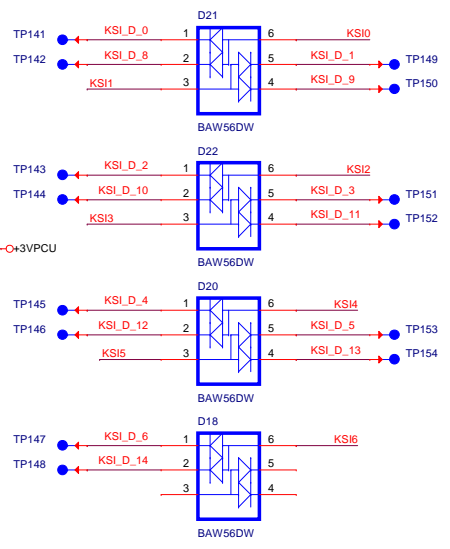 D21
TP141 KSI_D_0 1 6 KSI0
TP142 KSI_D_8 2 5 KSI_D_1 TP149
KSI1 3 4 KSI_D_9 TP150
BAW56DW
D22
TP143 KSI_D_2 1 6 KSI2
TP144 KSI_D_10 2 5 KSI_D_3 TP151
KSI3 3 4 KSI_D_11 TP152
+3VPCU
BAW56DW
D20
TP145 KSI_D_4 1 6 KSI4
TP146 KSI_D_12 2 5 KSI_D_5 TP153
KSI5 3 4 KSI_D_13 TP154
BAW56DW
D18
TP147 KSI_D_6 1 6 KSI6
TP148 KSI_D_14 2 5
3 4
BAW56DW